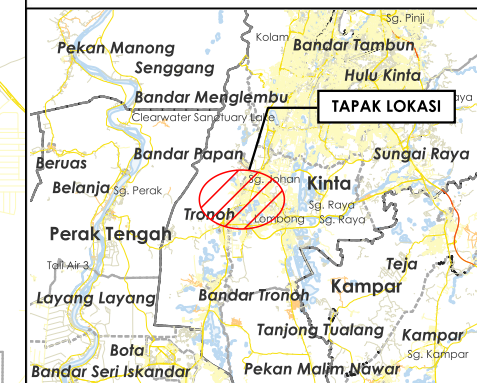 Sg. Pinji
Kolam
Pekan Manong
Bandar Tambun
Senggang
Hulu Kinta
Bandar Menglembu
TAPAK LOKASI
aya
Clearwater Sanctuary Lake
Bandar Papan
Sungai Raya
Beruas
Belanja
Sg. Perak
Sg. Johan
Kinta
Sg. Raya
Tronoh
Lombong
Sg. Raya
Perak Tengah
Tali Air 3
Teja
Kampar
Layang Layang
Bandar Tronoh
Tanjong Tualang
Kampar
Bota
Sg. Kampar
Bandar Seri Iskandar
Pekan Malim Nawar